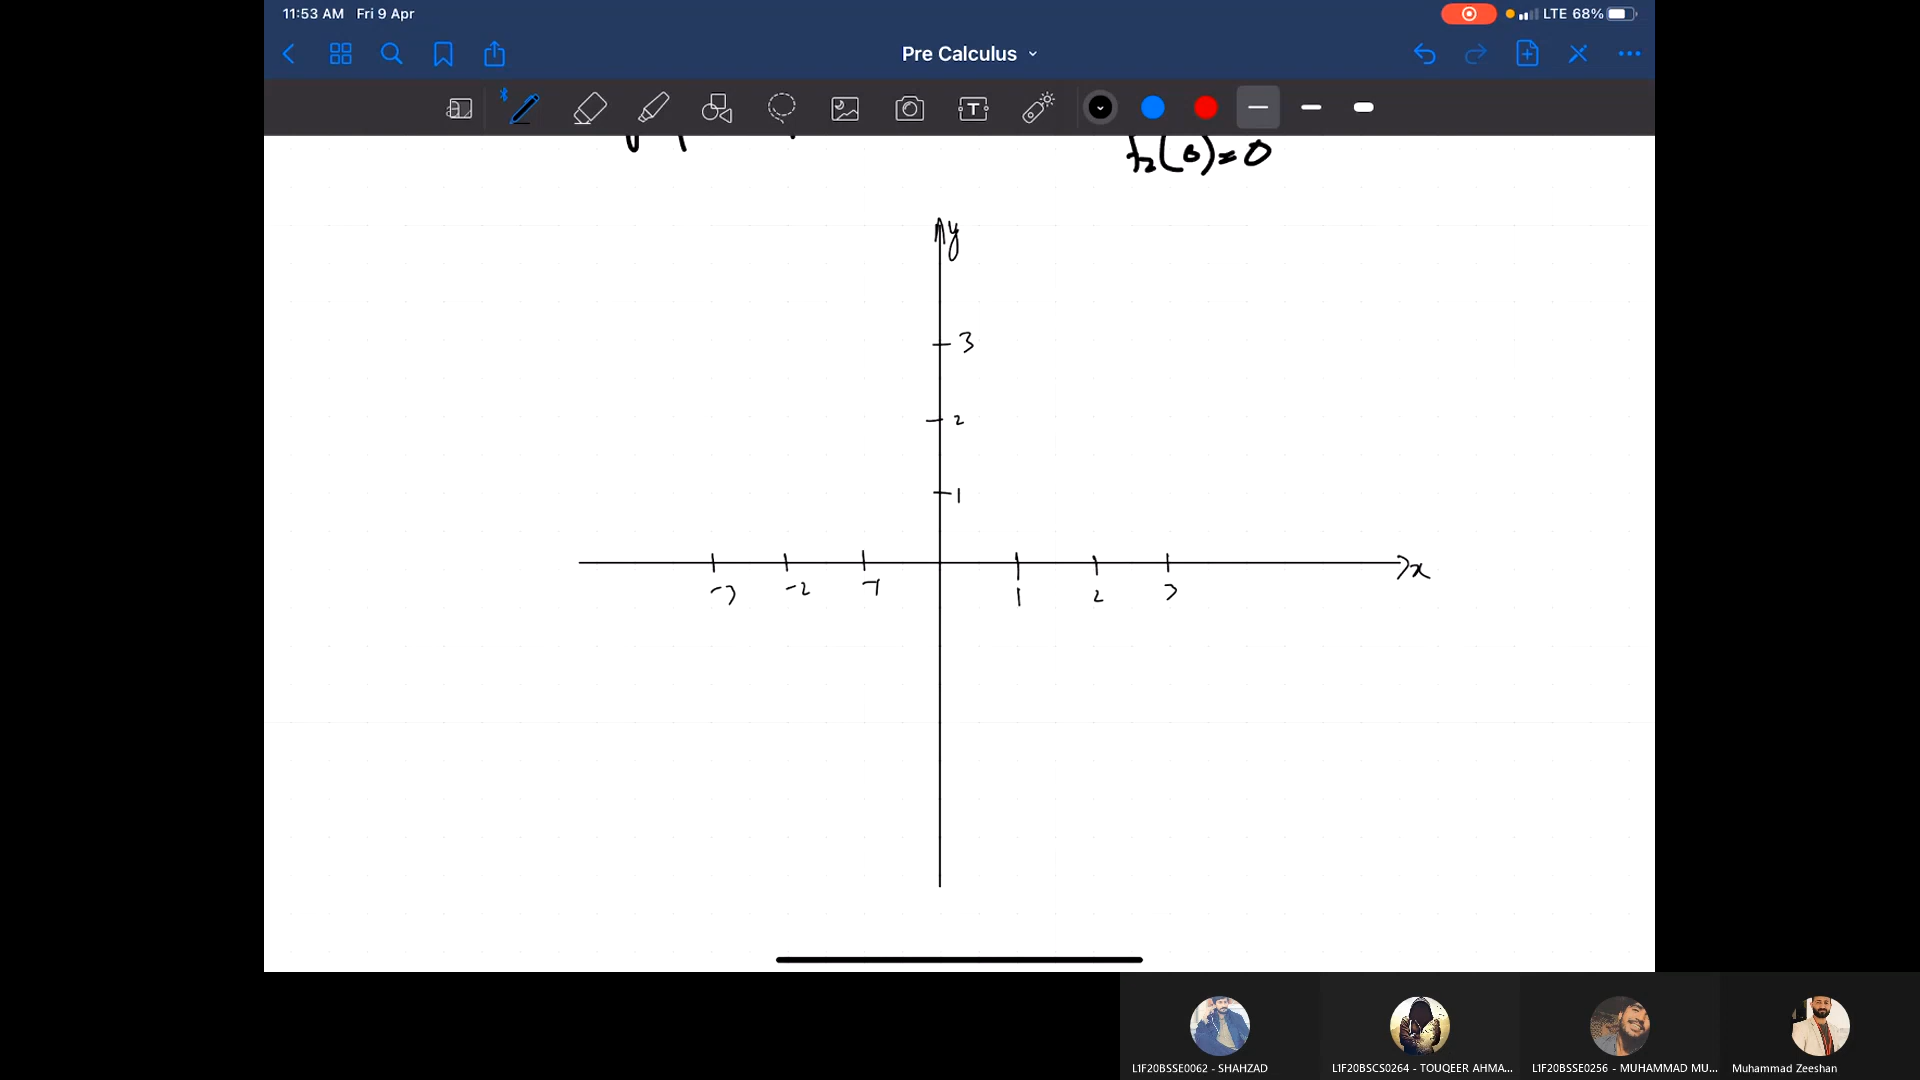 11:53 AM Fri 9 Apr
LTE 68%
Pre Calculus
T
f₂(0)=0
y
3
2
1
-3 -2 -1 1 2 3 x
L1F20BSSE0062 - SHAHZAD
L1F20BSCS0264 - TOUQEER AHMA...
L1F20BSSE0256 - MUHAMMAD MU...
Muhammad Zeeshan